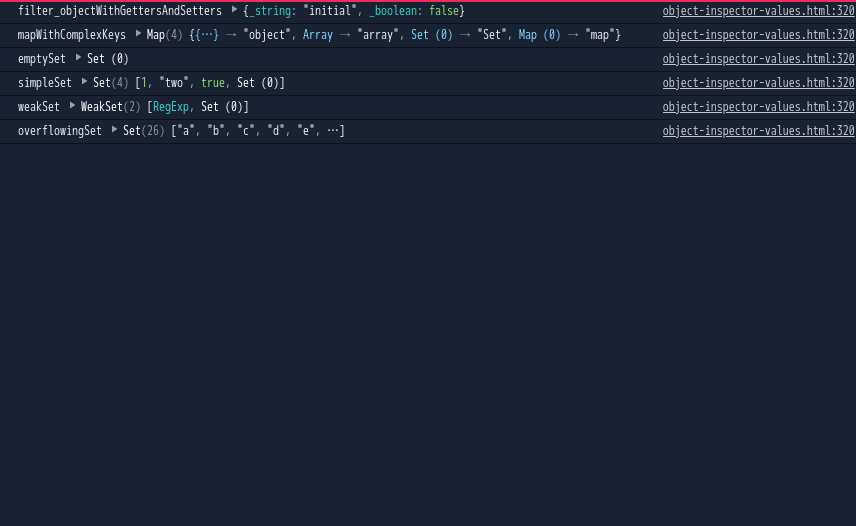 filter_objectWithGettersAndSetters ▶ {_string: "initial", _boolean: false} object-inspector-values.html:320
mapWithComplexKeys ▶ Map(4) {{…} → "object", Array → "array", Set (0) → "Set", Map (0) → "map"} object-inspector-values.html:320
emptySet ▶ Set (0) object-inspector-values.html:320
simpleSet ▶ Set(4) [1, "two", true, Set (0)] object-inspector-values.html:320
weakSet ▶ WeakSet(2) [RegExp, Set (0)] object-inspector-values.html:320
overflowingSet ▶ Set(26) ["a", "b", "c", "d", "e", …] object-inspector-values.html:320